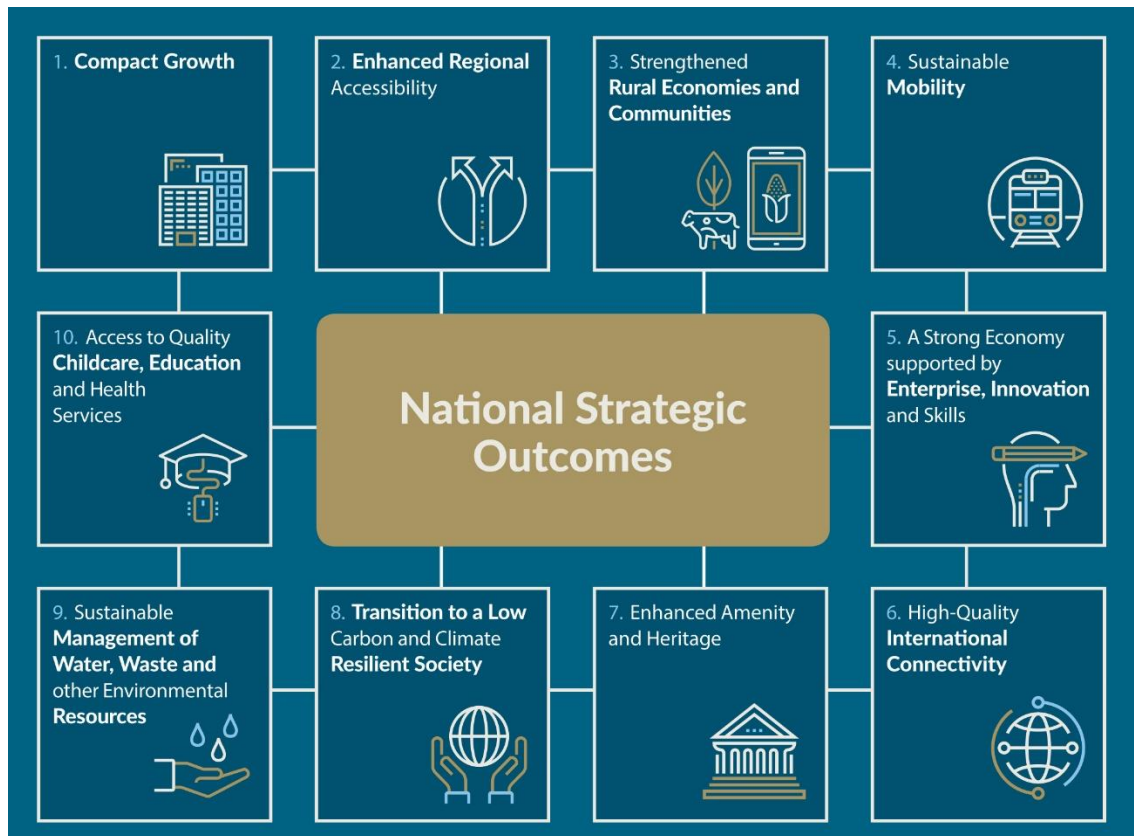 1. Compact Growth
2. Enhanced Regional
Accessibility
3. Strengthened
Rural Economies and
Communities
4. Sustainable
Mobility
10. Access to Quality
Childcare, Education
and Health
Services
National Strategic
Outcomes
5. A Strong Economy
supported by
Enterprise, Innovation
and Skills
9. Sustainable
Management of
Water, Waste and
other Environmental
Resources
8. Transition to a Low
Carbon and Climate
Resilient Society
7. Enhanced Amenity
and Heritage
6. High-Quality
International
Connectivity